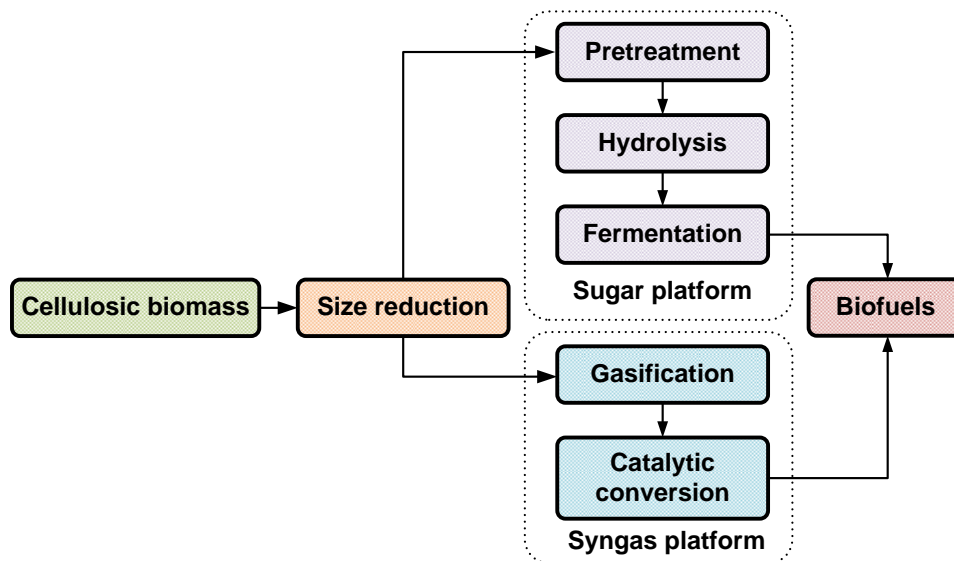 Pretreatment
Hydrolysis
Fermentation
Sugar platform
Cellulosic biomass
Size reduction
Biofuels
Gasification
Catalytic
conversion
Syngas platform